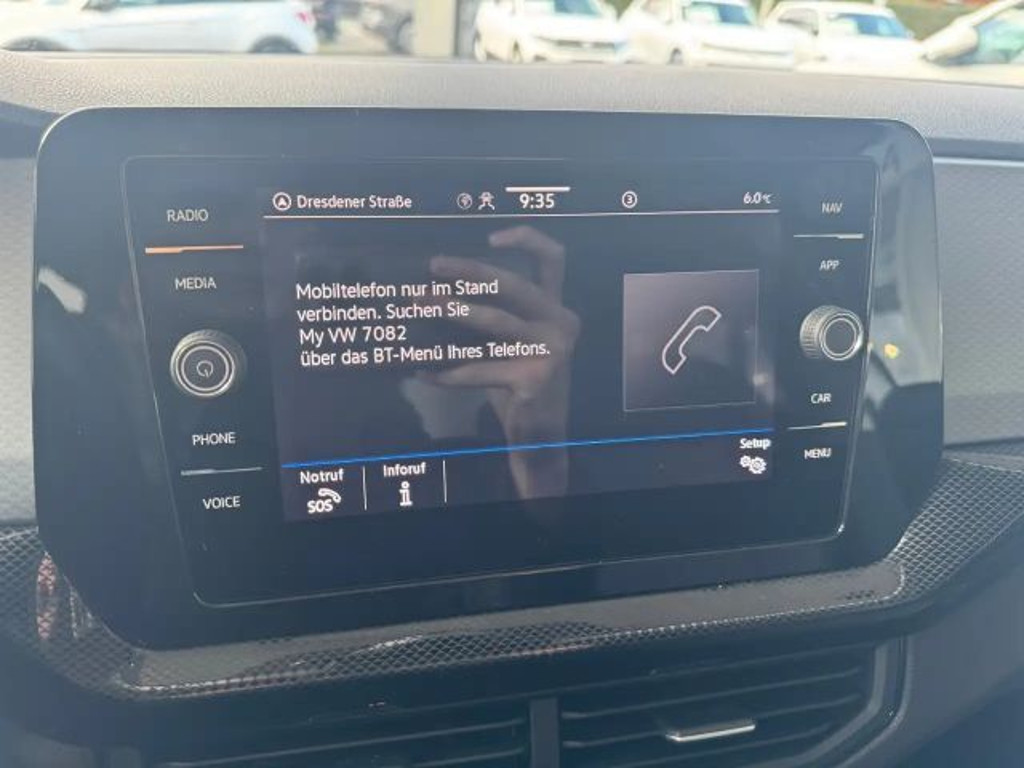 Dresdener Straße 9:35 3 6.0°C
RADIO
MEDIA
PHONE
VOICE
Mobiltelefon nur im Stand
verbinden. Suchen Sie
My VW 7082
über das BT-Menü Ihres Telefons.
Notruf
SOS
Inforuf
i
Setup
NAV
APP
CAR
MENU